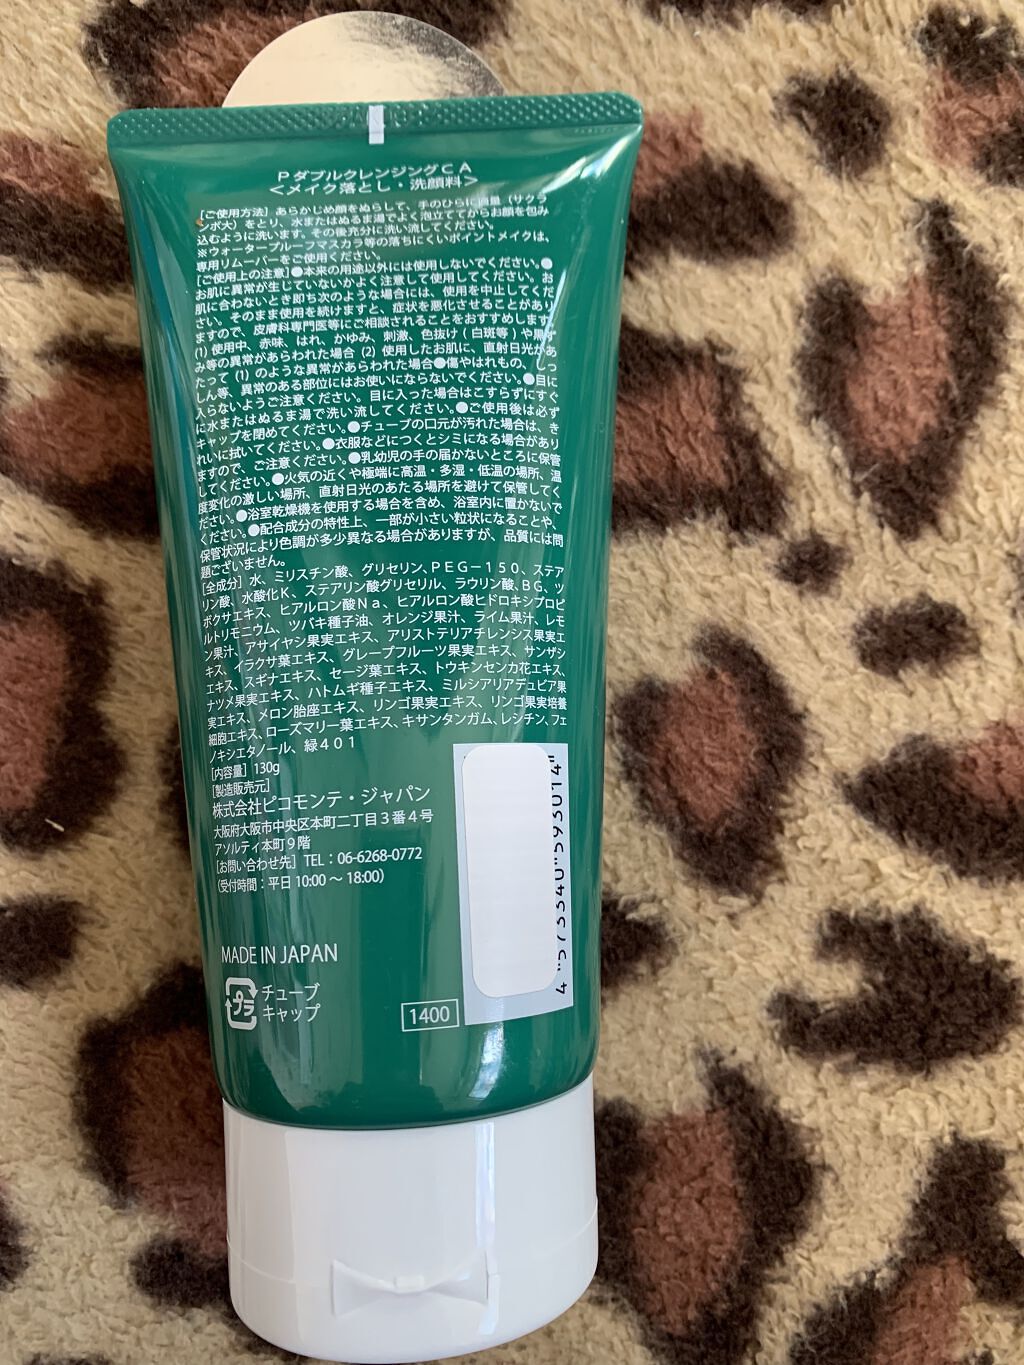 PダブルクレンジングCA
＜メイク落とし・洗顔料＞
[ご使用方法] あらかじめ顔をぬらして、手のひらに適量（サクラ
ンボ大）をとり、水またはぬるま湯でよく泡立ててからお顔を包み
込むように洗います。その後充分に洗い流してください。
※ウォータープルーフマスカラ等の落ちにくいポイントメイクは、
専用リムーバーをご使用ください。
[ご使用上の注意]●本来の用途以外には使用しないでください。●
お肌に異常が生じていないかよく注意して使用してください。お
肌に合わないとき即ち次のような場合には、使用を中止してくだ
さい。そのまま使用を続けますと、症状を悪化させることがあり
ますので、皮膚科専門医等にご相談されることをおすすめします。
(1) 使用中、赤味、はれ、かゆみ、刺激、色抜け ( 白斑等 ) や黒ず
み等の異常があらわれた場合 (2) 使用したお肌に、直射日光があ
たって (1) のような異常があらわれた場合●傷やはれもの、しっ
しん等、異常のある部位にはお使いにならないでください。●目に
入らないようご注意ください。目に入った場合はこすらずにすぐ
に水またはぬるま湯で洗い流してください。●ご使用後は必ず
キャップを閉めてください。●チューブの口元が汚れた場合は、き
れいに拭いてください。●衣服などにつくとシミになる場合があり
ますので、ご注意ください。●乳幼児の手の届かないところに保管
してください。●火気の近くや極端に高温・多湿・低温の場所、温
度変化の激しい場所、直射日光のあたる場所を避けて保管してく
ださい。●浴室乾燥機を使用する場合を含め、浴室内に置かないで
ください。●配合成分の特性上、一部が小さい粒状になることや、
保管状況により色調が多少異なる場合がありますが、品質には問
題ございません。
[全成分] 水、ミリスチン酸、グリセリン、PEG－150、ステア
リン酸、水酸化K、ステアリン酸グリセリル、ラウリン酸、BG、ツ
ボクサエキス、ヒアルロン酸Na、ヒアルロン酸ヒドロキシプロピ
ルトリモニウム、ツバキ種子油、オレンジ果汁、ライム果汁、レモ
ン果汁、アサイヤシ果実エキス、アリストテリアチレンシス果実エ
キス、イラクサ葉エキス、グレープフルーツ果実エキス、サンザシ
エキス、スギナエキス、セージ葉エキス、トウキンセンカ花エキス、
ナツメ果実エキス、ハトムギ種子エキス、ミルシアリアデュビア果
実エキス、メロン胎座エキス、リンゴ果実エキス、リンゴ果実培養
細胞エキス、ローズマリー葉エキス、キサンタンガム、レシチン、フェ
ノキシエタノール、緑401
[内容量] 130g
[製造販売元]
株式会社ピコモンテ・ジャパン
大阪府大阪市中央区本町二丁目3番4号
アソルティ本町9階
[お問い合わせ先] TEL：06-6268-0772
（受付時間：平日 10:00 ～ 18:00）
MADE IN JAPAN
プラ チューブ
キャップ
1400
4 "573340"593014"